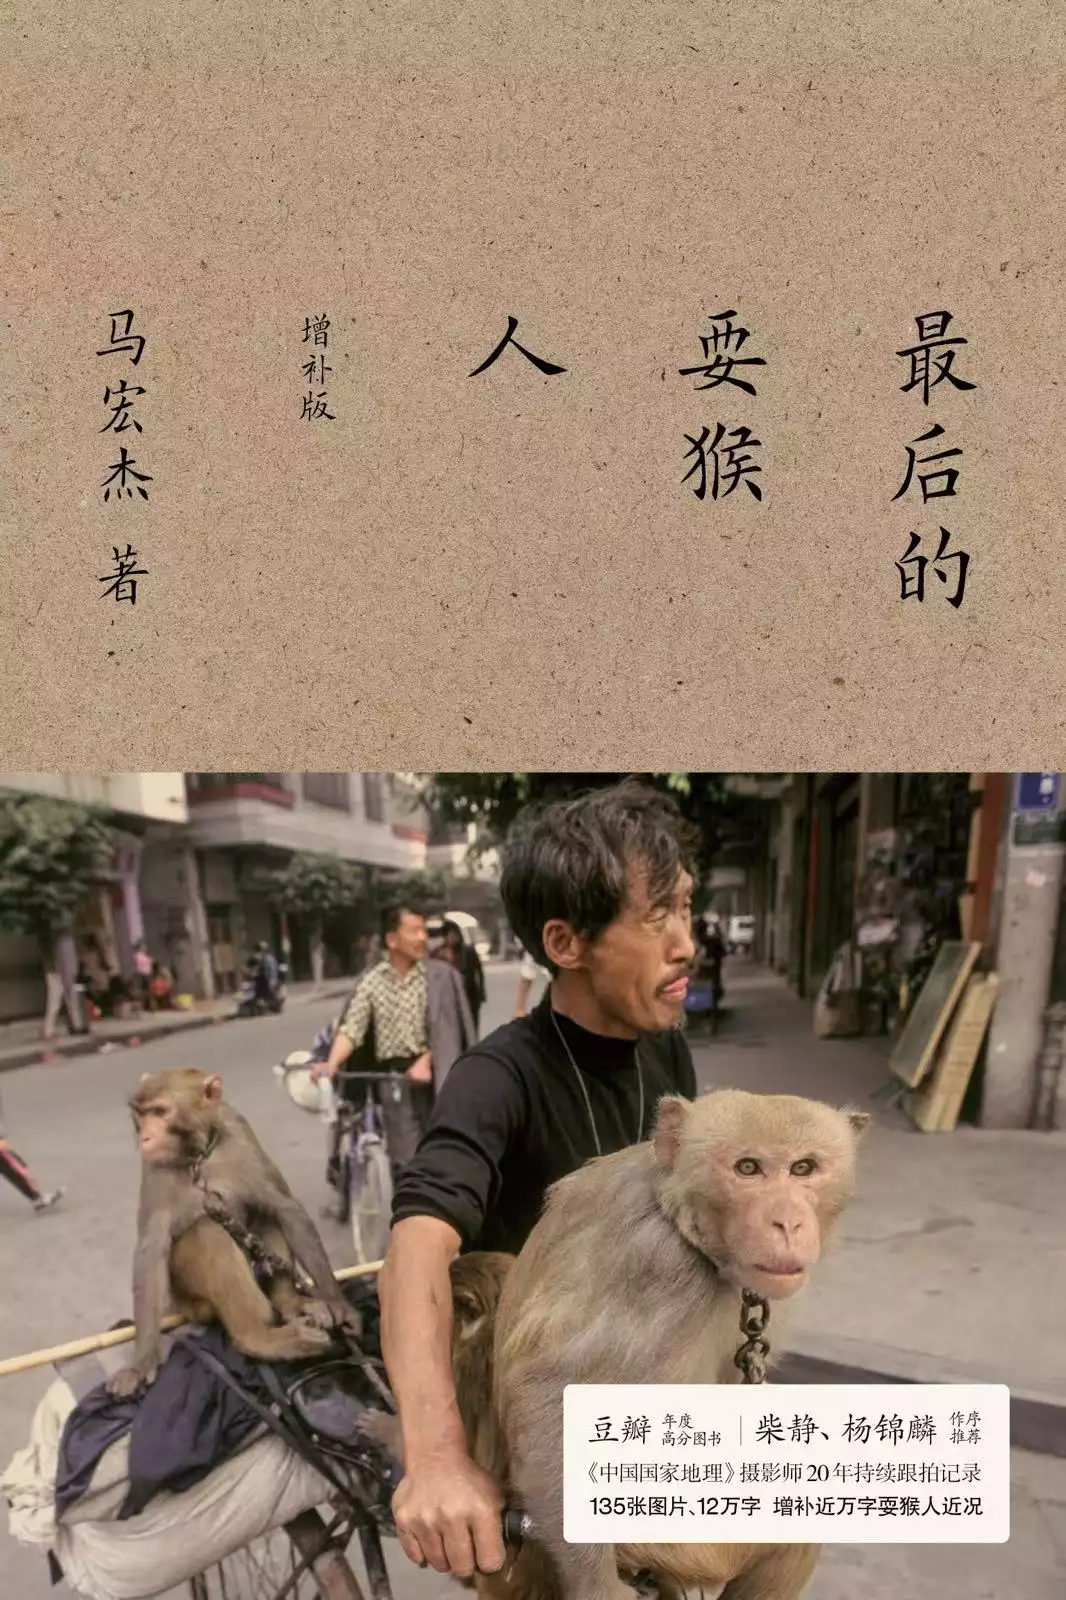 最后的
耍猴
人
增补版
马宏杰 著
豆瓣 年度高分图书 | 柴静、杨锦麟 作序推荐
《中国国家地理》摄影师20年持续跟拍记录
135张图片、12万字 增补近万字耍猴人近况